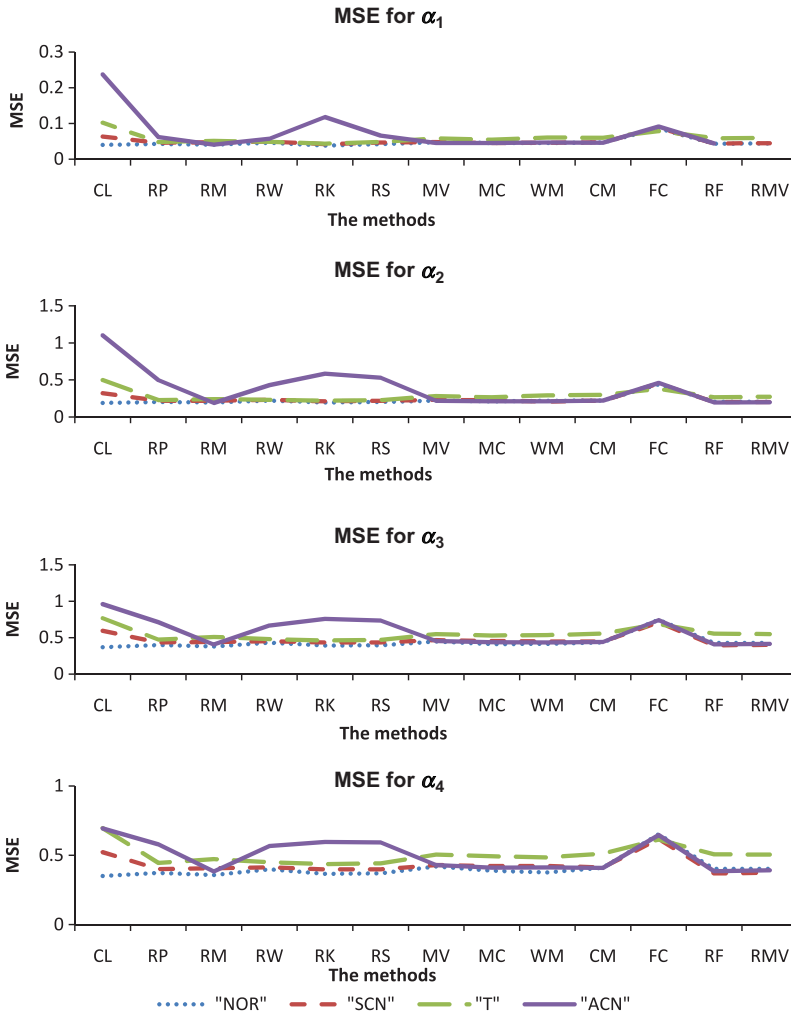 MSE for α1
0.3
0.2
0.1
0
MSE
CL RP RM RW RK RS MV MC WM CM FC RF RMV
The methods
MSE for α2
1.5
1
0.5
0
MSE
CL RP RM RW RK RS MV MC WM CM FC RF RMV
The methods
MSE for α3
1.5
1
0.5
0
MSE
CL RP RM RW RK RS MV MC WM CM FC RF RMV
The methods
MSE for α4
1
0.5
0
MSE
CL RP RM RW RK RS MV MC WM CM FC RF RMV
The methods
"NOR" "SCN" "T" "ACN"